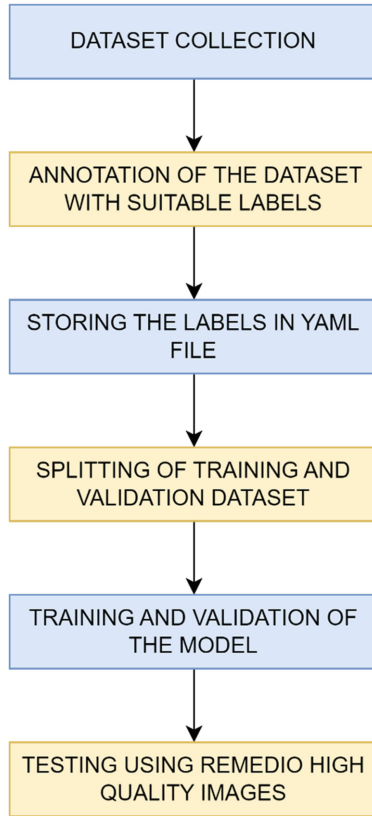 DATASET COLLECTION
ANNOTATION OF THE DATASET
WITH SUITABLE LABELS
STORING THE LABELS IN YAML
FILE
SPLITTING OF TRAINING AND
VALIDATION DATASET
TRAINING AND VALIDATION OF
THE MODEL
TESTING USING REMEDIO HIGH
QUALITY IMAGES